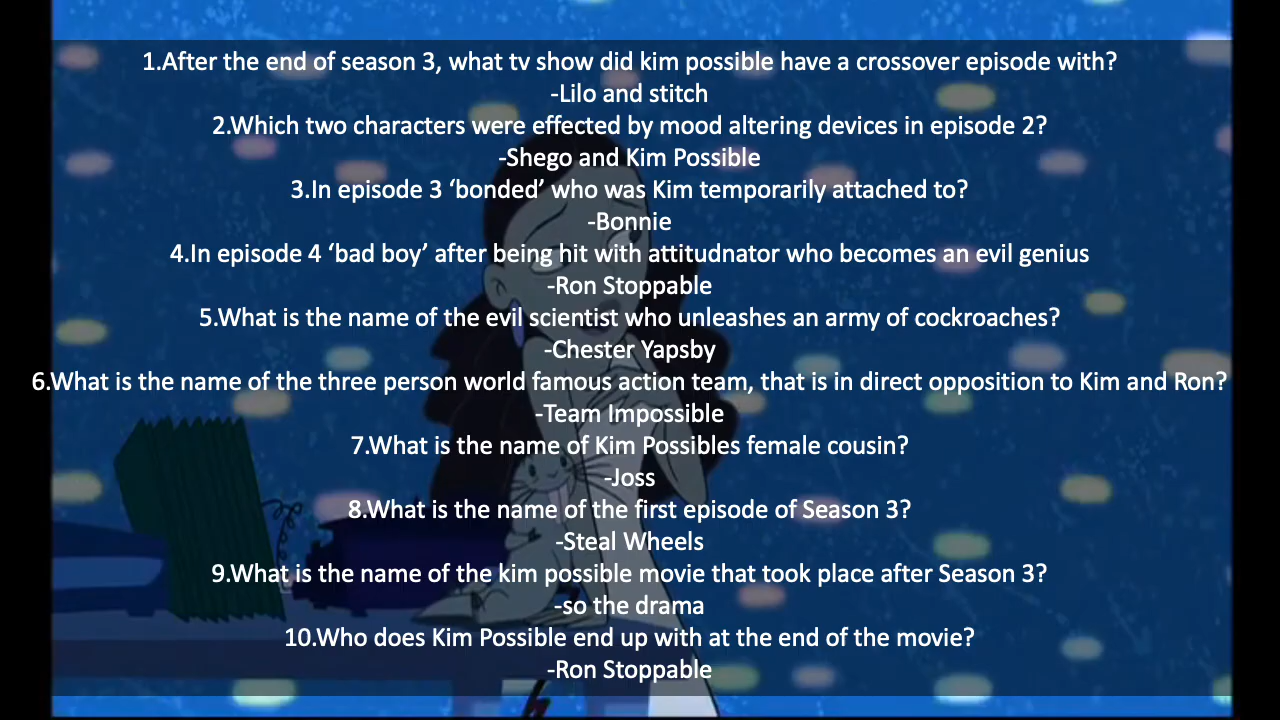 1.After the end of season 3, what tv show did kim possible have a crossover episode with?
-Lilo and stitch
2.Which two characters were effected by mood altering devices in episode 2?
-Shego and Kim Possible
3.In episode 3 ‘bonded’ who was Kim temporarily attached to?
-Bonnie
4.In episode 4 ‘bad boy’ after being hit with attitudnator who becomes an evil genius
-Ron Stoppable
5.What is the name of the evil scientist who unleashes an army of cockroaches?
-Chester Yapsby
6.What is the name of the three person world famous action team, that is in direct opposition to Kim and Ron?
-Team Impossible
7.What is the name of Kim Possibles female cousin?
-Joss
8.What is the name of the first episode of Season 3?
-Steal Wheels
9.What is the name of the kim possible movie that took place after Season 3?
-so the drama
10.Who does Kim Possible end up with at the end of the movie?
-Ron Stoppable